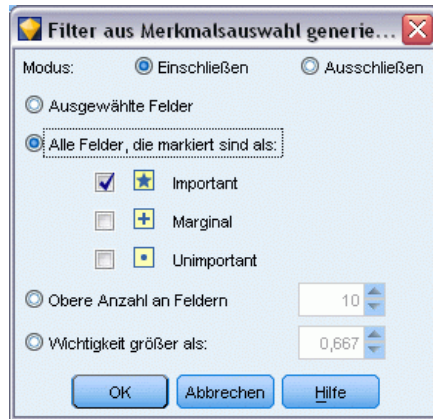 Filter aus Merkmalsauswahl generie...
Modus: Einschließen Ausschließen
Ausgewählte Felder
Alle Felder, die markiert sind als:
Important
Marginal
Unimportant
Obere Anzahl an Feldern 10
Wichtigkeit größer als: 0,667
OK Abbrechen Hilfe